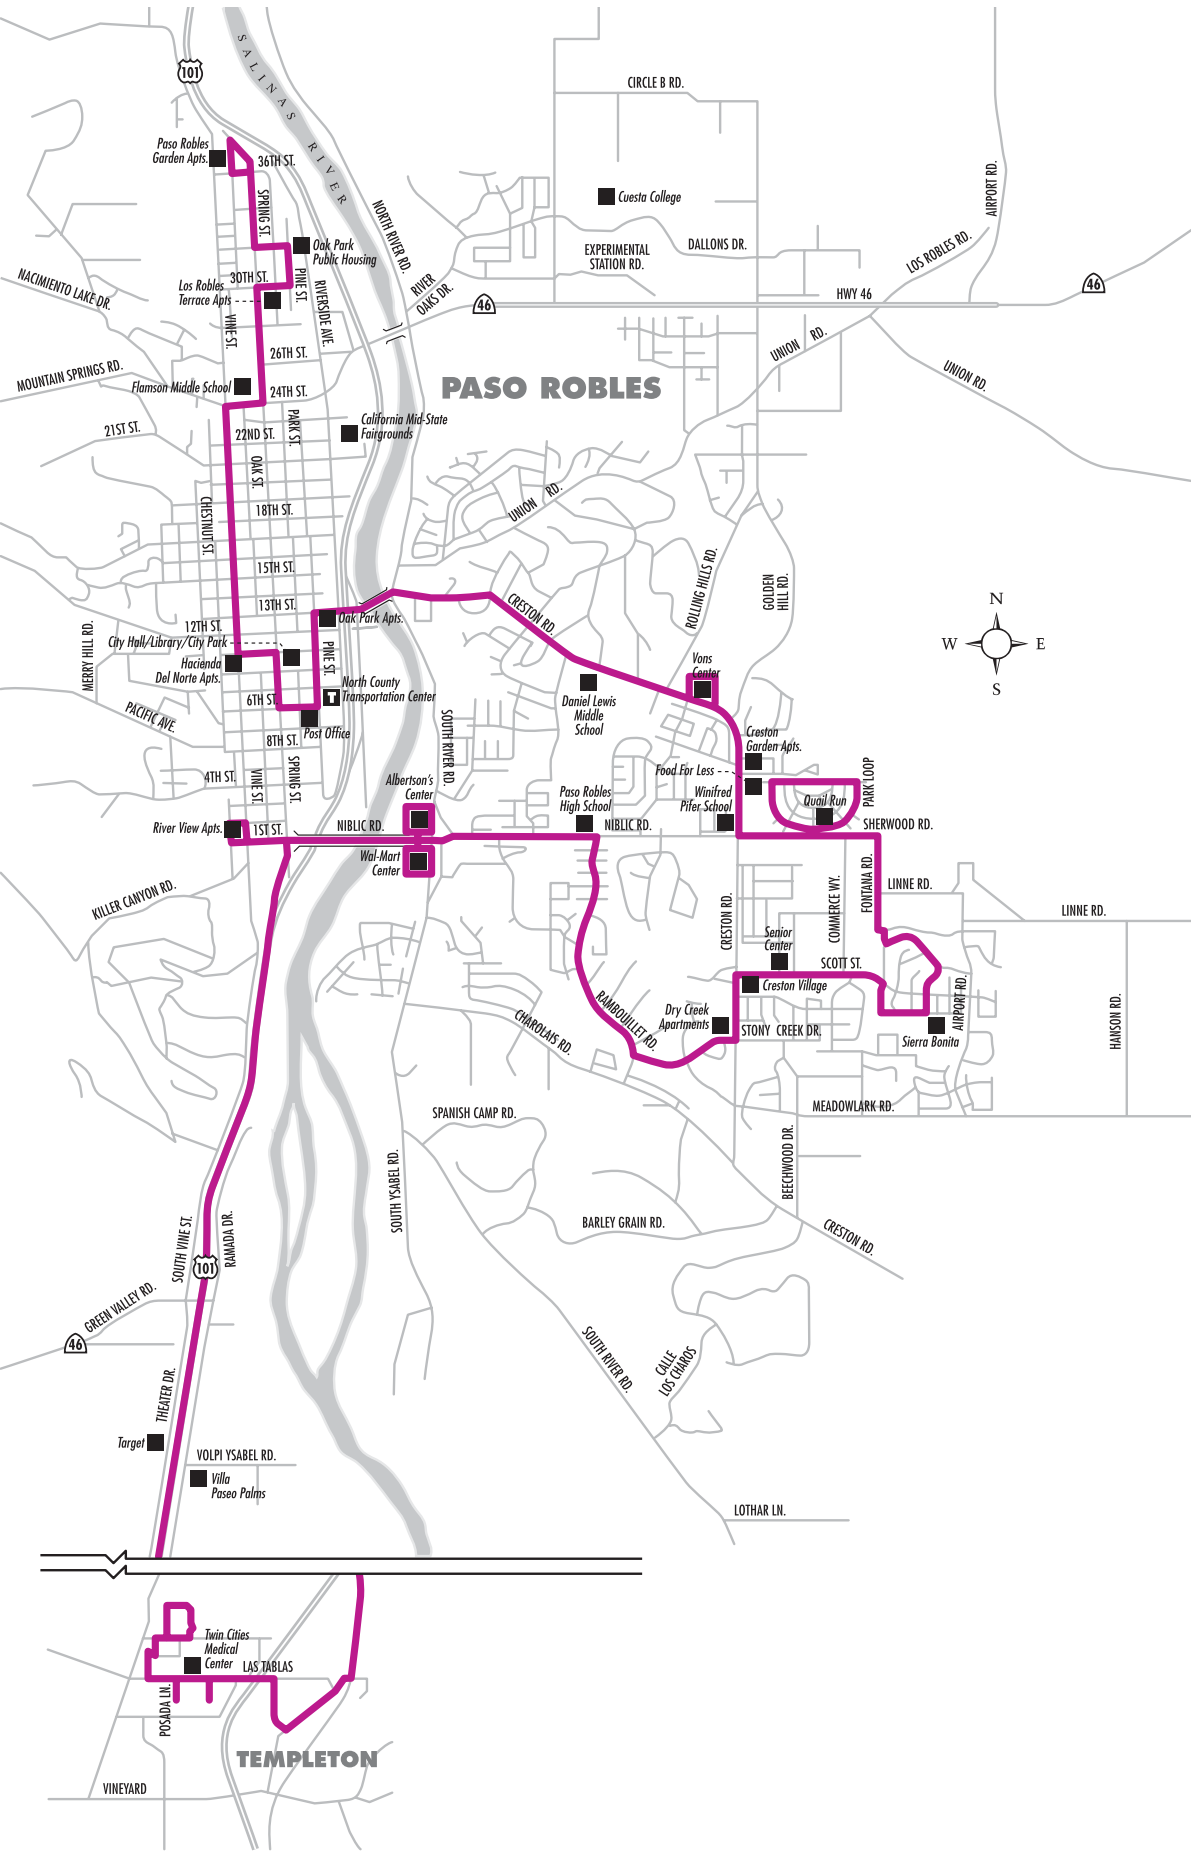 101
SALINAS RIVER
CIRCLE B RD.
Paso Robles
Garden Apts.
36TH ST.
SPRING ST.
NORTH RIVER RD.
Cuesta College
AIRPORT RD.
Oak Park
Public Housing
EXPERIMENTAL
STATION RD.
DALLONS DR.
LOS ROBLES RD.
NACIMIENTO LAKE DR.
Los Robles
Terrace Apts
30TH ST.
PINE ST.
RIVERSIDE AVE.
RIVER
OAKS DR.
46
HWY 46
46
VINE ST.
26TH ST.
UNION RD.
UNION RD.
MOUNTAIN SPRINGS RD.
Flamson Middle School
24TH ST.
PASO ROBLES
21ST ST.
22ND ST.
PARK ST.
California Mid-State
Fairgrounds
OAK ST.
CHESTNUT ST.
18TH ST.
UNION RD.
15TH ST.
ROLLING HILLS RD.
GOLDEN
HILL RD.
13TH ST.
12TH ST.
Oak Park Apts.
CRESTON RD.
N
W
E
S
MERRY HILL RD.
City Hall/Library/City Park
Hacienda
Del Norte Apts.
PINE ST.
Vons
Center
6TH ST.
North County
Transportation Center
Daniel Lewis
Middle
School
PACIFIC AVE.
Post Office
SOUTH RIVER RD.
8TH ST.
Creston
Garden Apts.
4TH ST.
VINE ST.
SPRING ST.
Albertson's
Center
Food For Less
PARK LOOP
Paso Robles
High School
Winifred
Pifer School
Quail Run
River View Apts.
1ST ST.
NIBLIC RD.
NIBLIC RD.
SHERWOOD RD.
Wal-Mart
Center
KILLER CANYON RD.
CRESTON RD.
COMMERCE WY.
FONTANA RD.
LINNE RD.
LINNE RD.
Senior
Center
SCOTT ST.
Creston Village
RAMBOUILLET RD.
Dry Creek
Apartments
STONY CREEK DR.
AIRPORT RD.
Sierra Bonita
HANSON RD.
CHAROLAIS RD.
SPANISH CAMP RD.
MEADOWLARK RD.
SOUTH YSABEL RD.
BEECHWOOD DR.
SOUTH VINE ST.
RAMADA DR.
BARLEY GRAIN RD.
CRESTON RD.
101
GREEN VALLEY RD.
46
SOUTH RIVER RD.
CALLE
LOS CHAROS
THEATER DR.
Target
VOLPI YSABEL RD.
Villa
Paseo Palms
LOTHAR LN.
Twin Cities
Medical
Center
LAS TABLAS
POSADA LN.
TEMPLETON
VINEYARD